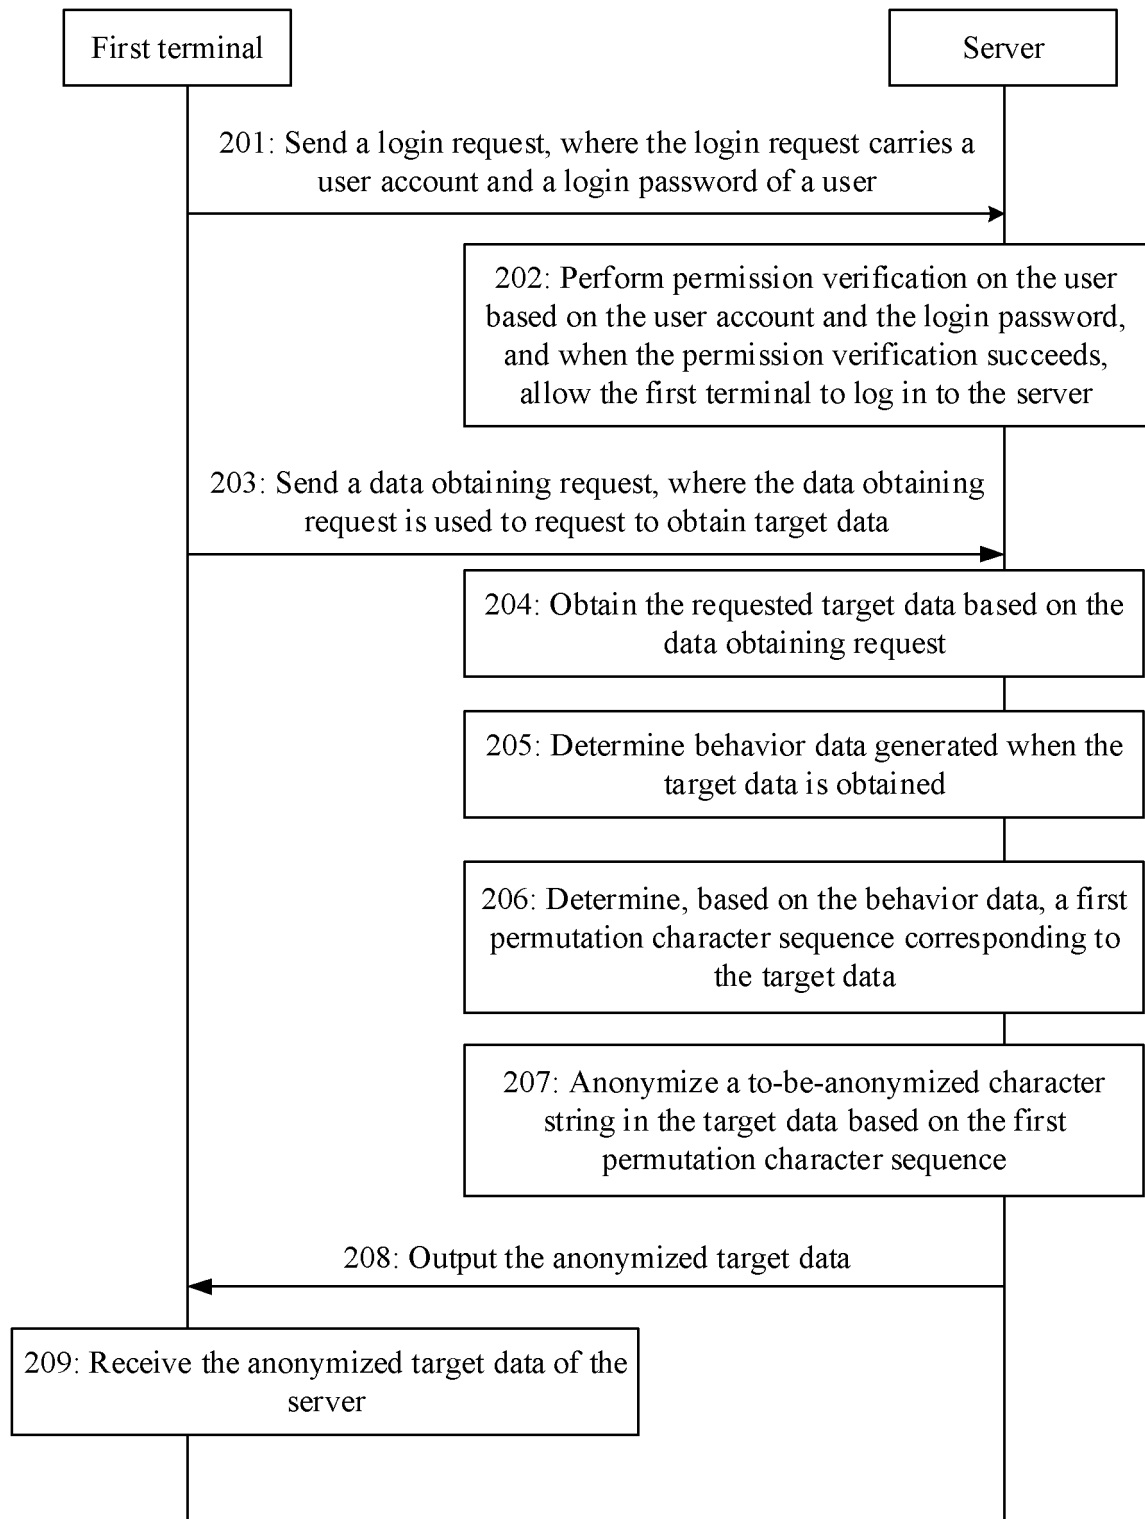 First terminal
Server
201: Send a login request, where the login request carries a
user account and a login password of a user
202: Perform permission verification on the user
based on the user account and the login password,
and when the permission verification succeeds,
allow the first terminal to log in to the server
203: Send a data obtaining request, where the data obtaining
request is used to request to obtain target data
204: Obtain the requested target data based on the
data obtaining request
205: Determine behavior data generated when the
target data is obtained
206: Determine, based on the behavior data, a first
permutation character sequence corresponding to
the target data
207: Anonymize a to-be-anonymized character
string in the target data based on the first
permutation character sequence
208: Output the anonymized target data
209: Receive the anonymized target data of the
server